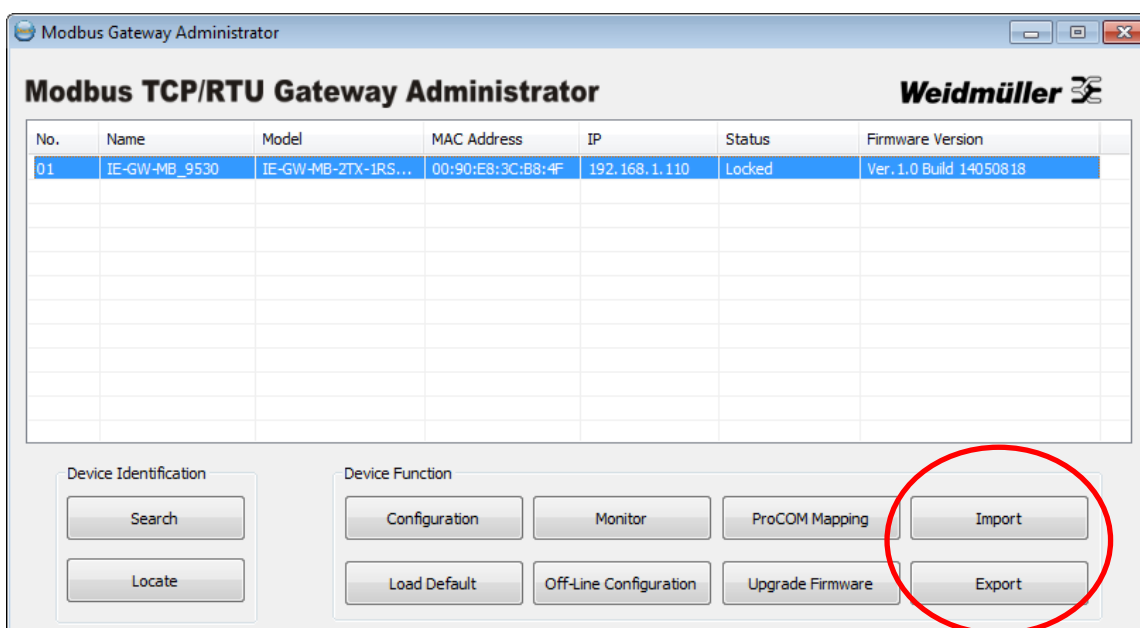 Modbus Gateway Administrator
Modbus TCP/RTU Gateway Administrator Weidmüller
No. Name Model MAC Address IP Status Firmware Version
01 IE-GW-MB_9530 IE-GW-MB-2TX-1RS... 00:90:E8:3C:B8:4F 192.168.1.110 Locked Ver.1.0 Build 14050818
Device Identification Device Function
Search Configuration Monitor ProCOM Mapping Import
Locate Load Default Off-Line Configuration Upgrade Firmware Export